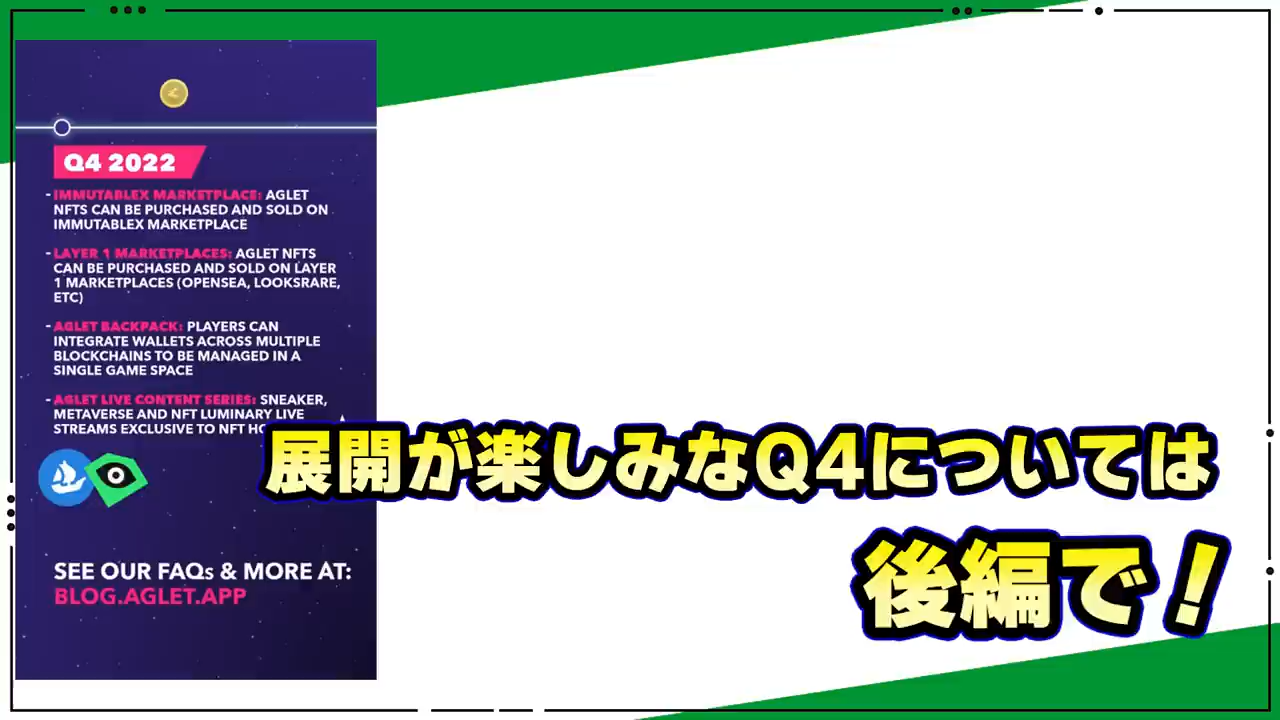 Q4 2022
- IMMUTABLEX MARKETPLACE: AGLET
NFTS CAN BE PURCHASED AND SOLD ON
IMMUTABLEX MARKETPLACE
- LAYER 1 MARKETPLACES: AGLET NFTS
CAN BE PURCHASED AND SOLD ON LAYER
1 MARKETPLACES (OPENSEA, LOOKSRARE,
ETC)
- AGLET BACKPACK: PLAYERS CAN
INTEGRATE WALLETS ACROSS MULTIPLE
BLOCKCHAINS TO BE MANAGED IN A
SINGLE GAME SPACE
- AGLET LIVE CONTENT SERIES: SNEAKER,
METAVERSE AND NFT LUMINARY LIVE
STREAMS EXCLUSIVE TO NFT
展開が楽しみなQ4については
後編で！
SEE OUR FAQs & MORE AT:
BLOG.AGLET.APP